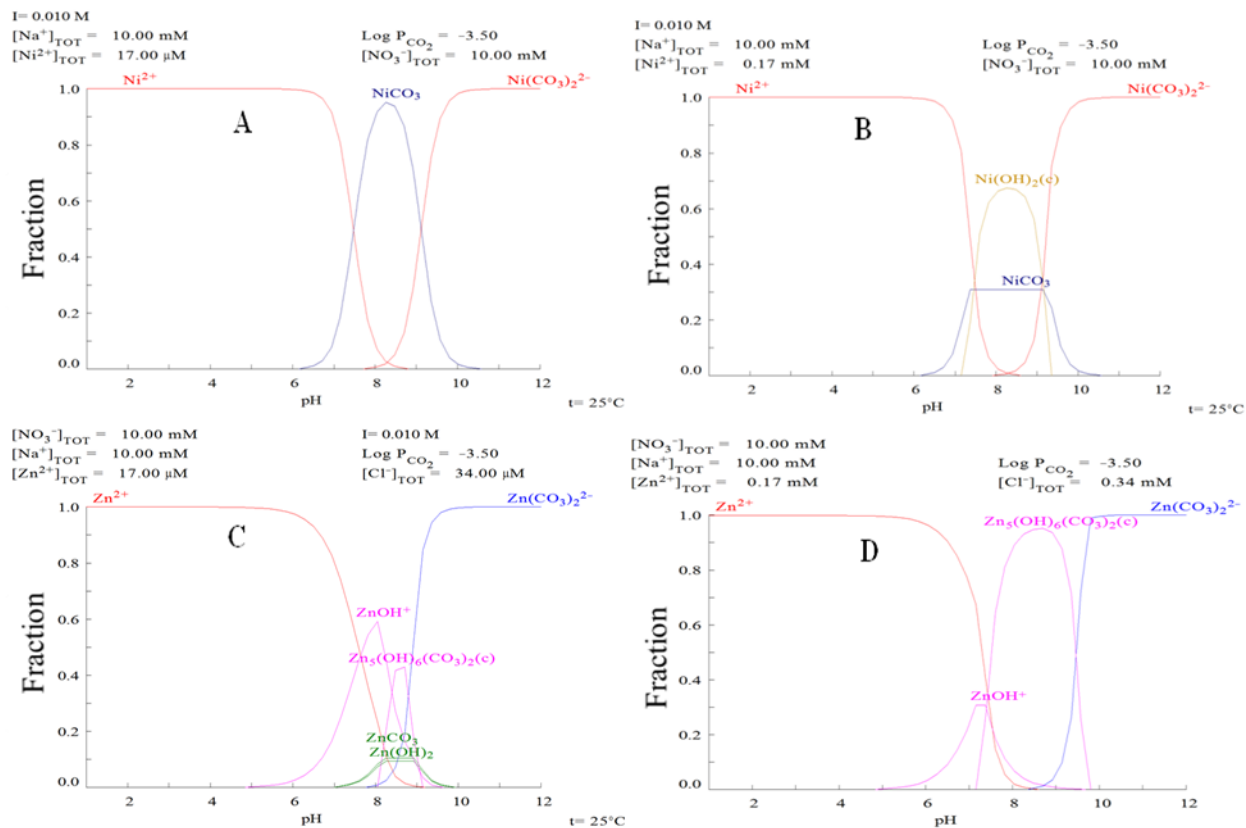 I= 0.010 M
[Na⁺]TOT = 10.00 mM
[Ni²⁺]TOT = 17.00 µM
Log PCO₂ = −3.50
[NO₃⁻]TOT = 10.00 mM
Ni²⁺
NiCO₃
Ni(CO₃)₂²⁻
A
Fraction
1.0
0.8
0.6
0.4
0.2
0.0
2 4 6 8 10 12
pH
t= 25°C
I= 0.010 M
[Na⁺]TOT = 10.00 mM
[Ni²⁺]TOT = 0.17 mM
Log PCO₂ = −3.50
[NO₃⁻]TOT = 10.00 mM
Ni²⁺
Ni(CO₃)₂²⁻
B
Ni(OH)₂(c)
NiCO₃
Fraction
1.0
0.8
0.6
0.4
0.2
0.0
2 4 6 8 10 12
pH
t= 25°C
[NO₃⁻]TOT = 10.00 mM
[Na⁺]TOT = 10.00 mM
[Zn²⁺]TOT = 17.00 µM
I= 0.010 M
Log PCO₂ = −3.50
[Cl⁻]TOT = 34.00 µM
Zn²⁺
Zn(CO₃)₂²⁻
C
ZnOH⁺
Zn₅(OH)₆(CO₃)₂(c)
ZnCO₃
Zn(OH)₂
Fraction
1.0
0.8
0.6
0.4
0.2
0.0
2 4 6 8 10 12
pH
t= 25°C
[NO₃⁻]TOT = 10.00 mM
[Na⁺]TOT = 10.00 mM
[Zn²⁺]TOT = 0.17 mM
Log PCO₂ = −3.50
[Cl⁻]TOT = 0.34 mM
Zn²⁺
Zn₅(OH)₆(CO₃)₂(c)
Zn(CO₃)₂²⁻
D
ZnOH⁺
Fraction
1.0
0.8
0.6
0.4
0.2
0.0
2 4 6 8 10 12
pH
t= 25°C